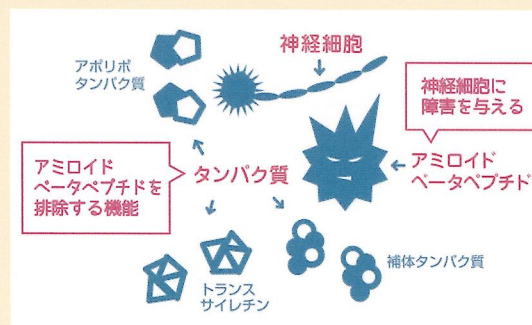 神経細胞
アポリポ
タンパク質
神経細胞に
障害を与える
アミロイド
ベータペプチドを
排除する機能
タンパク質
アミロイド
ベータペプチド
トランス
サイレチン
補体タンパク質